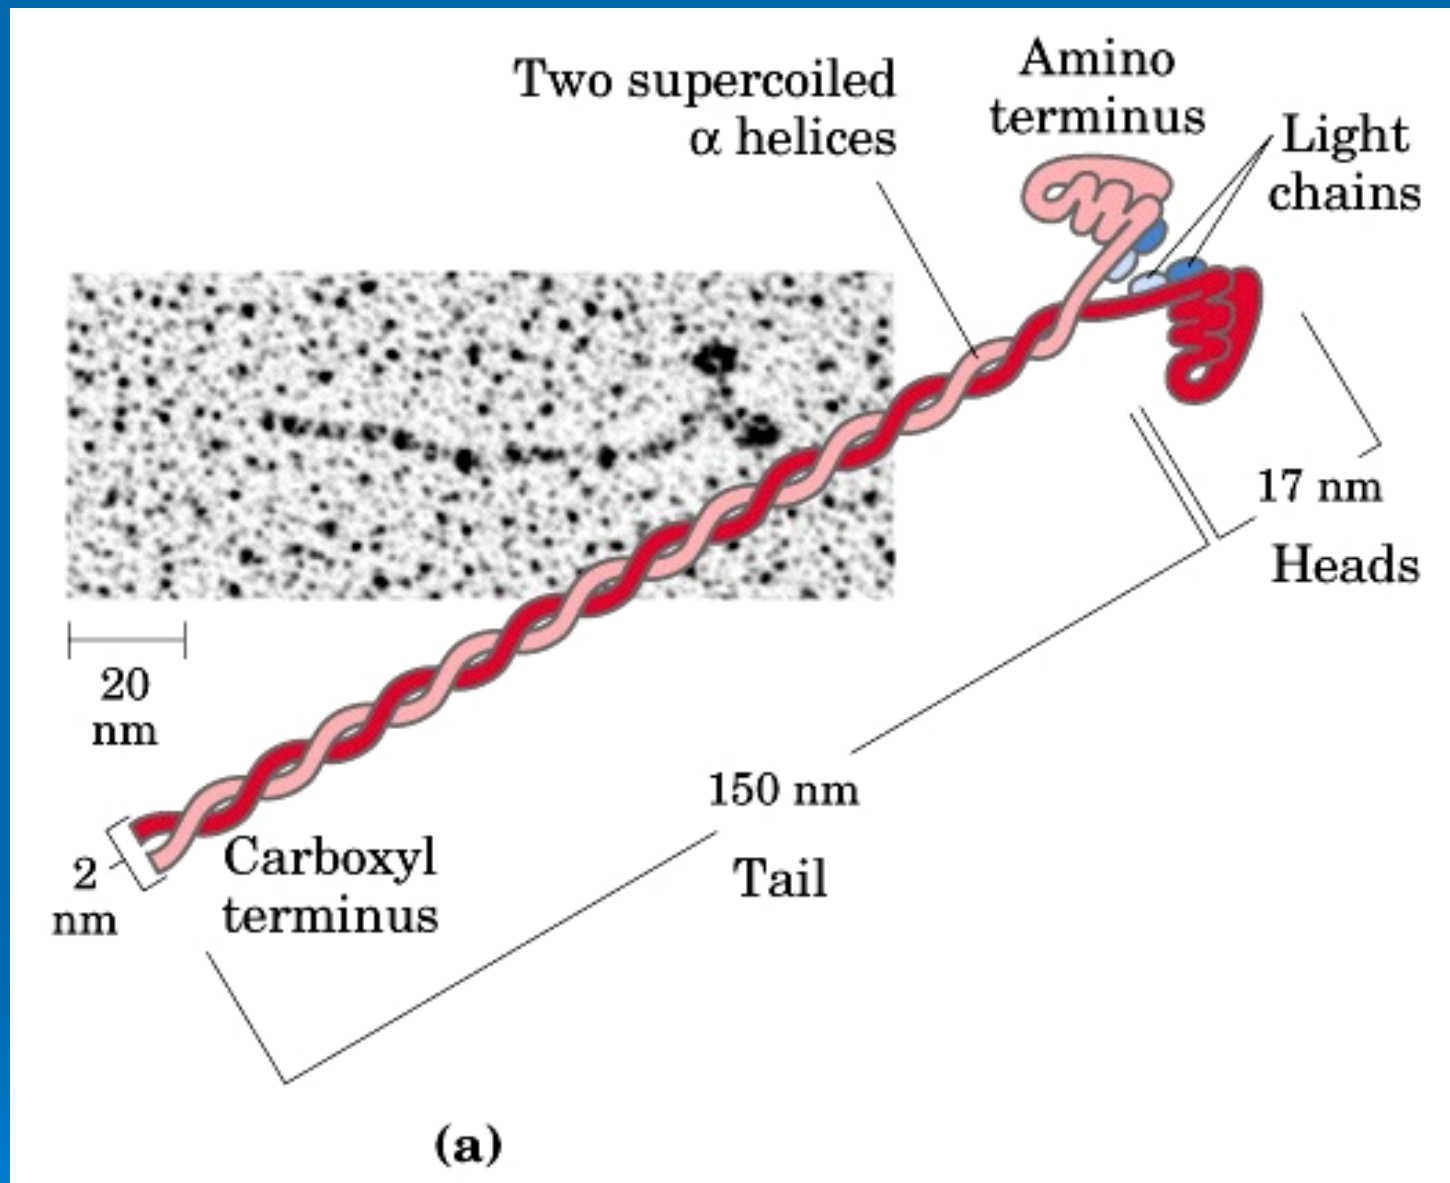 Two supercoiled
α helices
Amino
terminus
Light
chains
17 nm
Heads
20
nm
150 nm
Tail
2
nm
Carboxyl
terminus
(a)